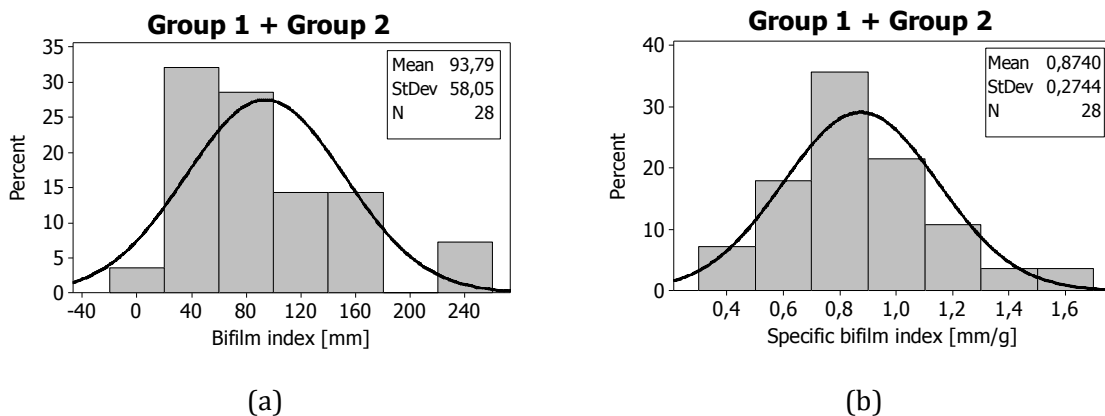 Group 1 + Group 2
35
30
25
20
15
10
5
0
Percent
Mean 93,79
StDev 58,05
N 28
-40 0 40 80 120 160 200 240
Bifilm index [mm]
(a)
Group 1 + Group 2
40
30
20
10
0
Percent
Mean 0,8740
StDev 0,2744
N 28
0,4 0,6 0,8 1,0 1,2 1,4 1,6
Specific bifilm index [mm/g]
(b)